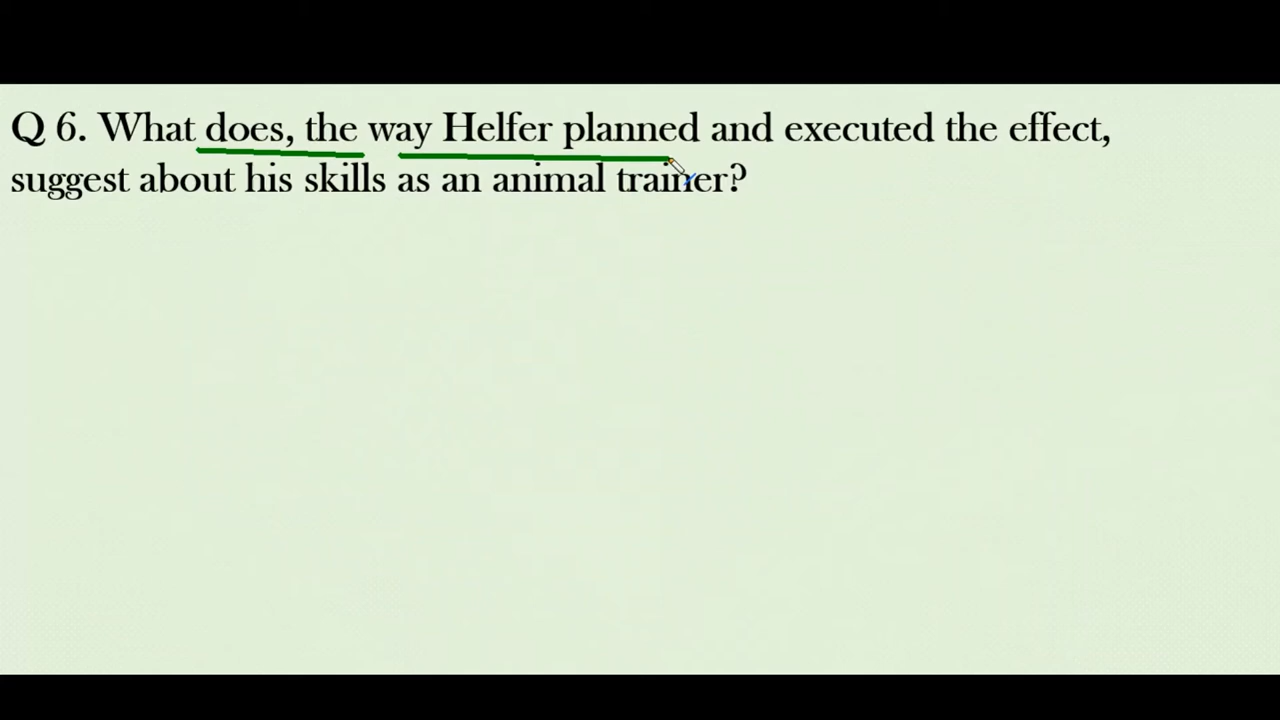 Q 6. What does, the way Helfer planned and executed the effect,
suggest about his skills as an animal trainer?